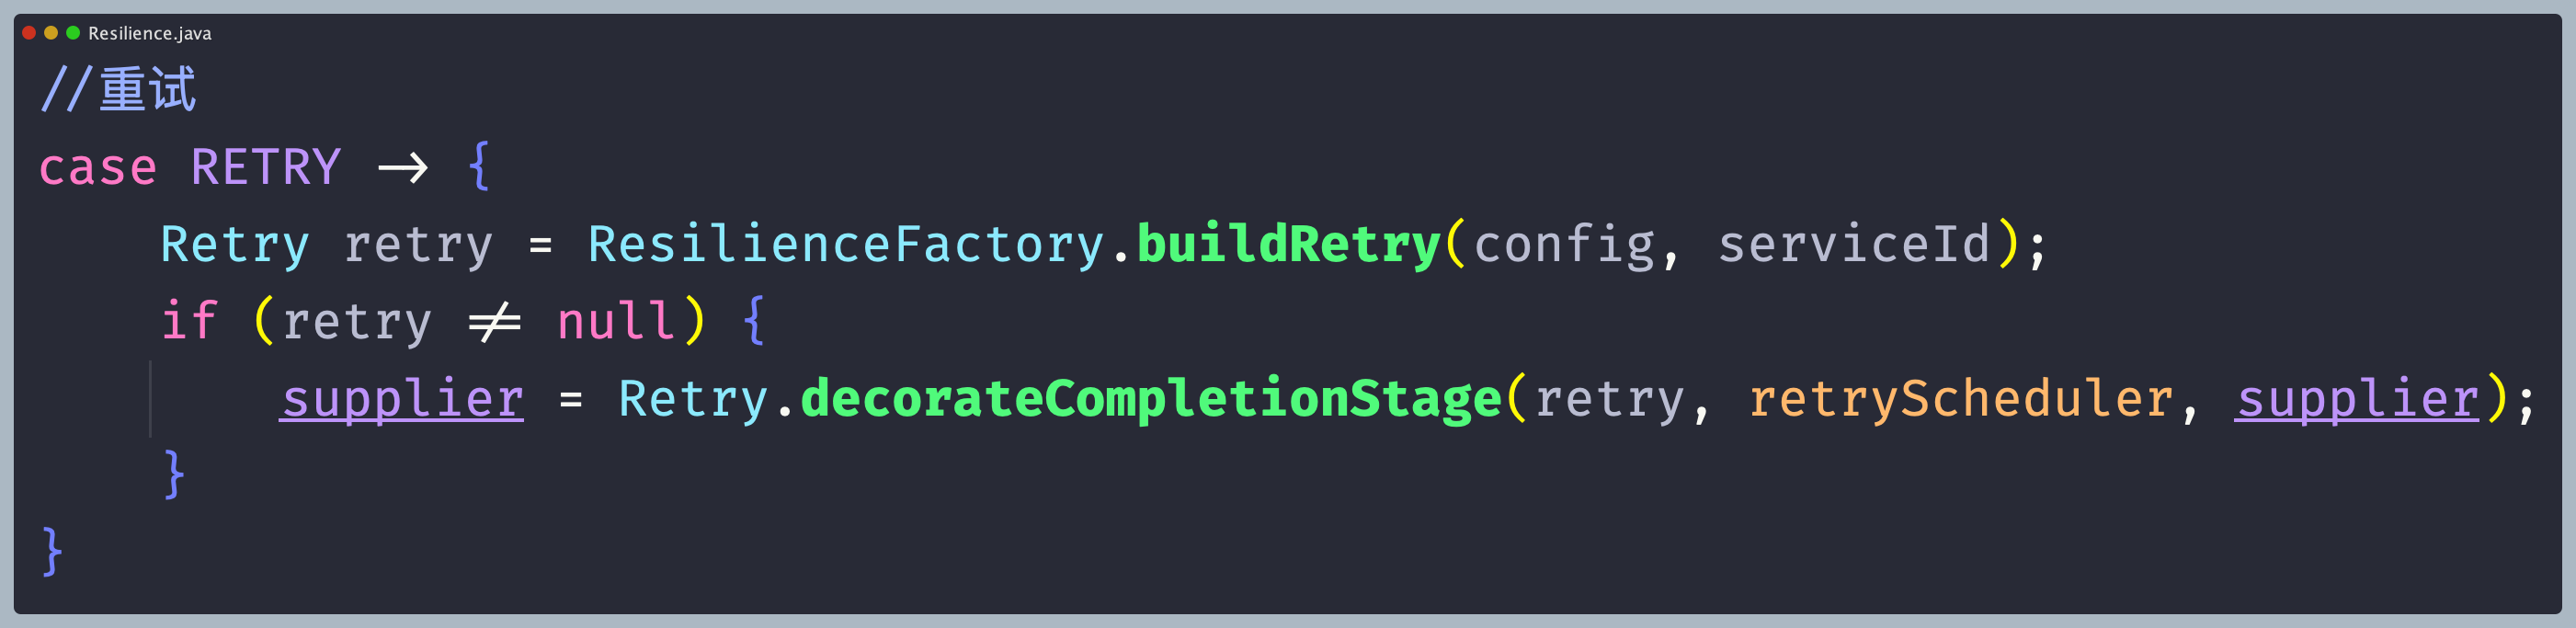 Resilience.java
//重试
case RETRY -> {
    Retry retry = ResilienceFactory.buildRetry(config, serviceId);
    if (retry != null) {
        supplier = Retry.decorateCompletionStage(retry, retryScheduler, supplier);
    }
}